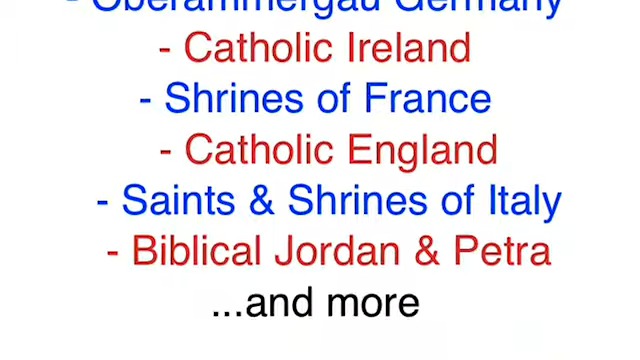 - Oberammergau Germany
- Catholic Ireland
- Shrines of France
- Catholic England
- Saints & Shrines of Italy
- Biblical Jordan & Petra
...and more